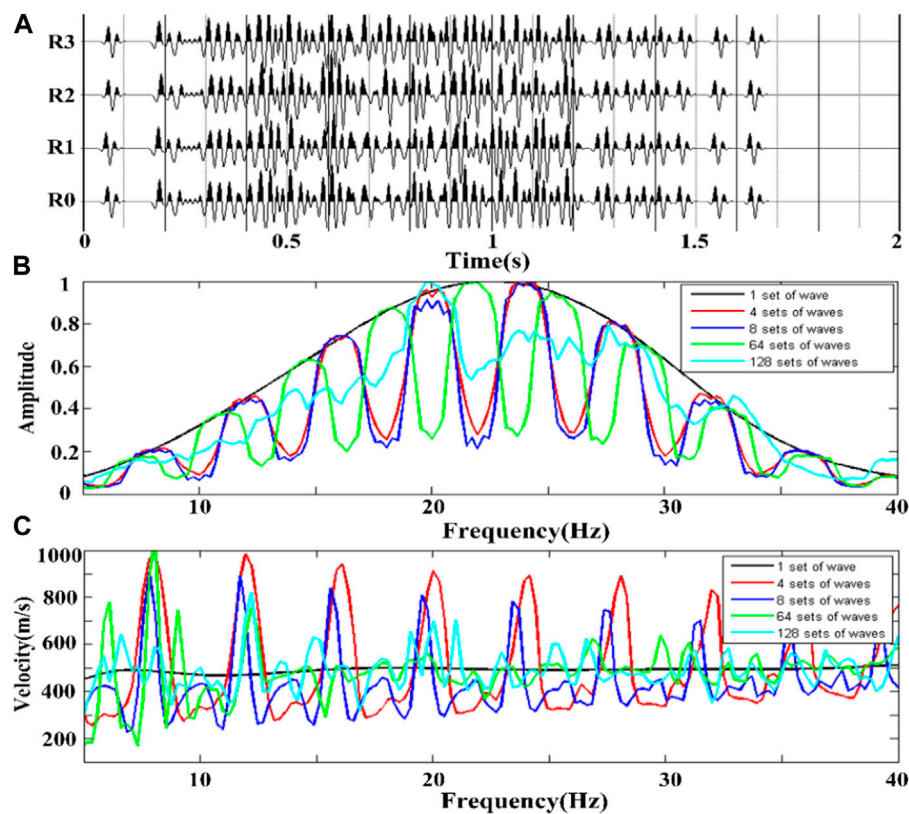 A
R3
R2
R1
R0
0 0.5 1 1.5 2
Time(s)
B
1
0.8
0.6
0.4
0.2
0
Amplitude
1 set of wave
4 sets of waves
8 sets of waves
64 sets of waves
128 sets of waves
10 20 30 40
Frequency(Hz)
C
1000
800
600
400
200
Velocity(m/s)
1 set of wave
4 sets of waves
8 sets of waves
64 sets of waves
128 sets of waves
10 20 30 40
Frequency(Hz)